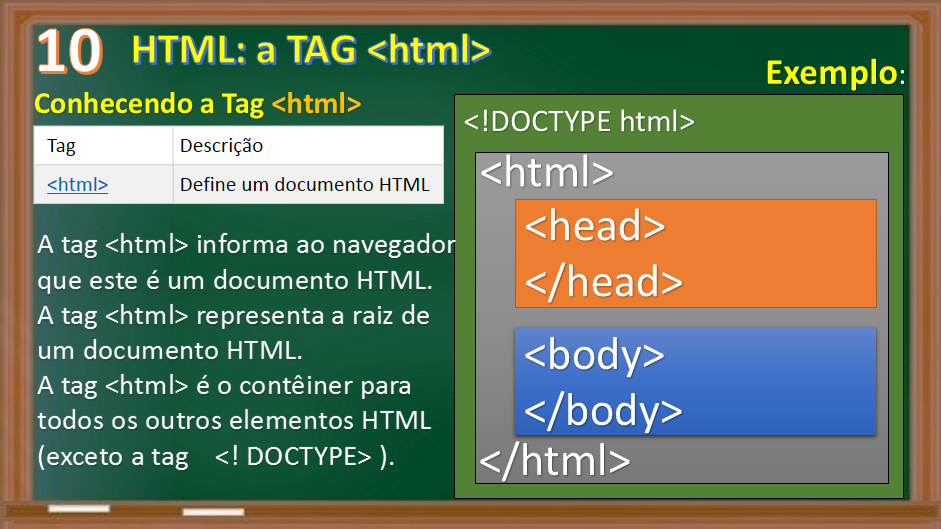 10 HTML: a TAG <html>
Exemplo:
Conhecendo a Tag <html>
Tag Descrição
<html> Define um documento HTML
A tag <html> informa ao navegador
que este é um documento HTML.
A tag <html> representa a raiz de
um documento HTML.
A tag <html> é o contêiner para
todos os outros elementos HTML
(exceto a tag <! DOCTYPE> ).
<!DOCTYPE html>
<html>
<head>
</head>
<body>
</body>
</html>